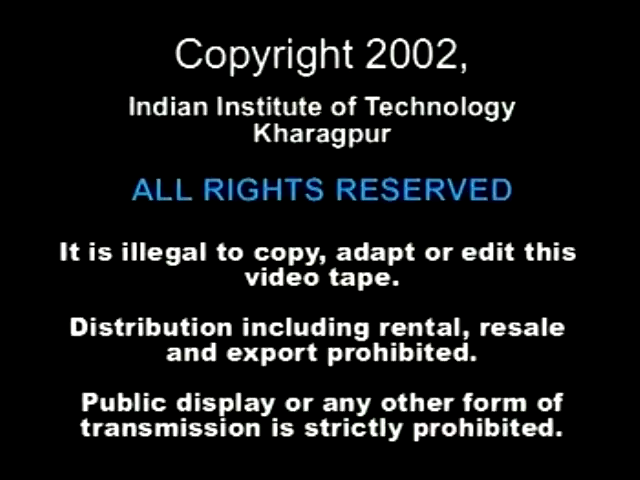 Copyright 2002,
Indian Institute of Technology
Kharagpur
ALL RIGHTS RESERVED
It is illegal to copy, adapt or edit this
video tape.
Distribution including rental, resale
and export prohibited.
Public display or any other form of
transmission is strictly prohibited.